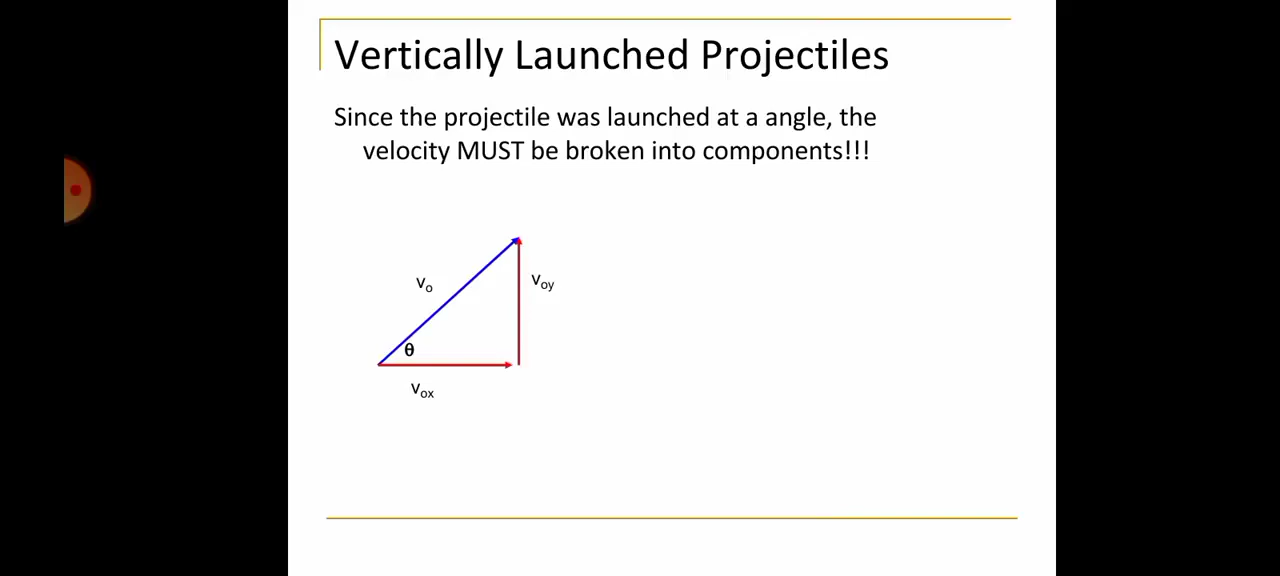 Vertically Launched Projectiles
Since the projectile was launched at a angle, the
velocity MUST be broken into components!!!
vo
voy
θ
vox